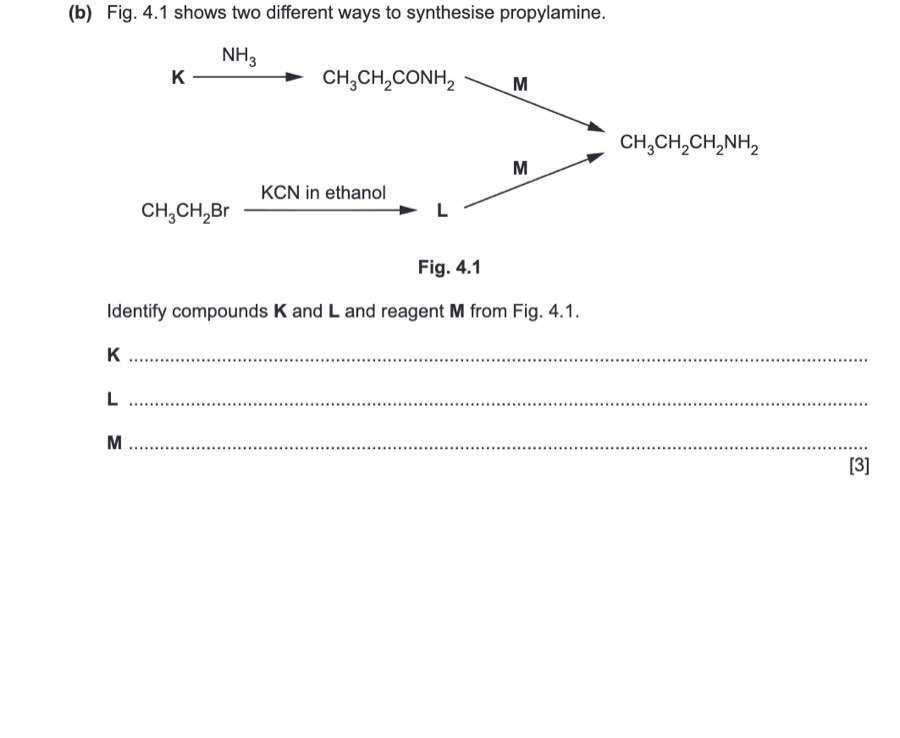 (b) Fig. 4.1 shows two different ways to synthesise propylamine.
NH₃
K
CH₃CH₂CONH₂
M
CH₃CH₂CH₂NH₂
M
KCN in ethanol
CH₃CH₂Br
L
Fig. 4.1
Identify compounds K and L and reagent M from Fig. 4.1.
K ................................................................
L ................................................................
M ................................................................
[3]